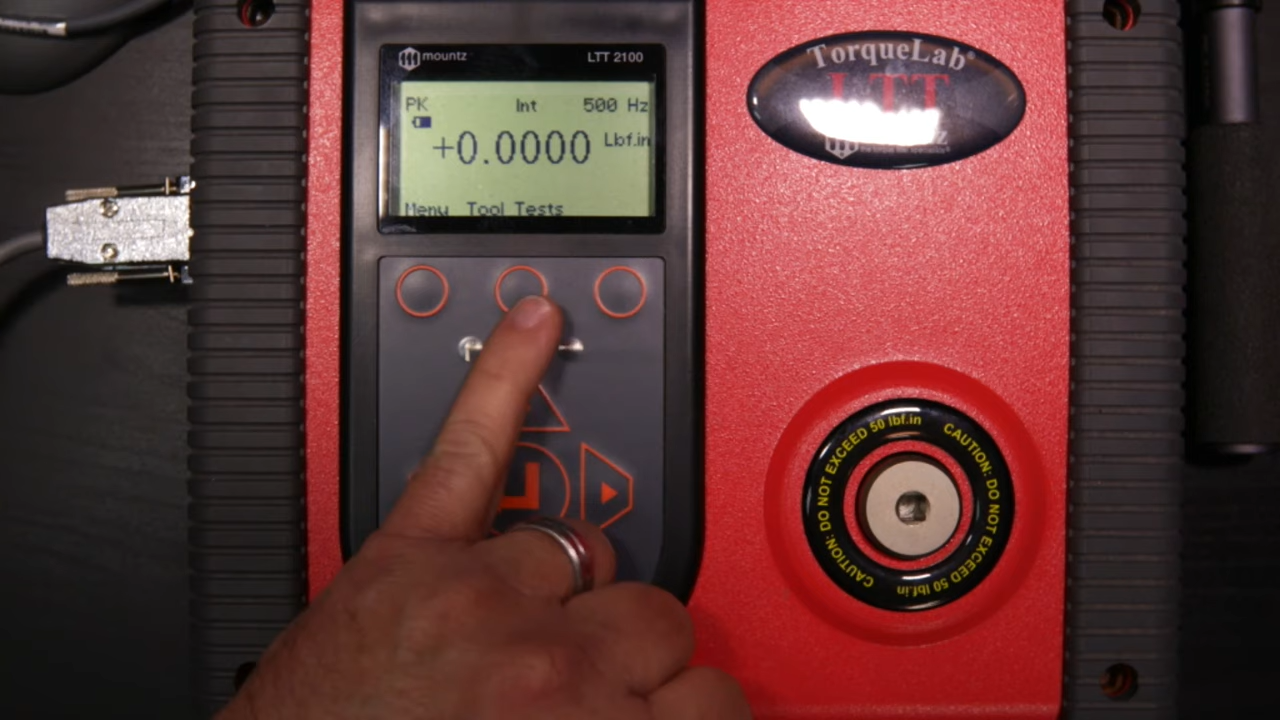 mountz
LTT 2100
PK Int 500 Hz
+0.0000 Lbf.in
Menu Tool Tests
TorqueLab®
LTT
CAUTION: DO NOT EXCEED 50 lbf.in
CAUTION: DO NOT EXCEED 50 lbf.in